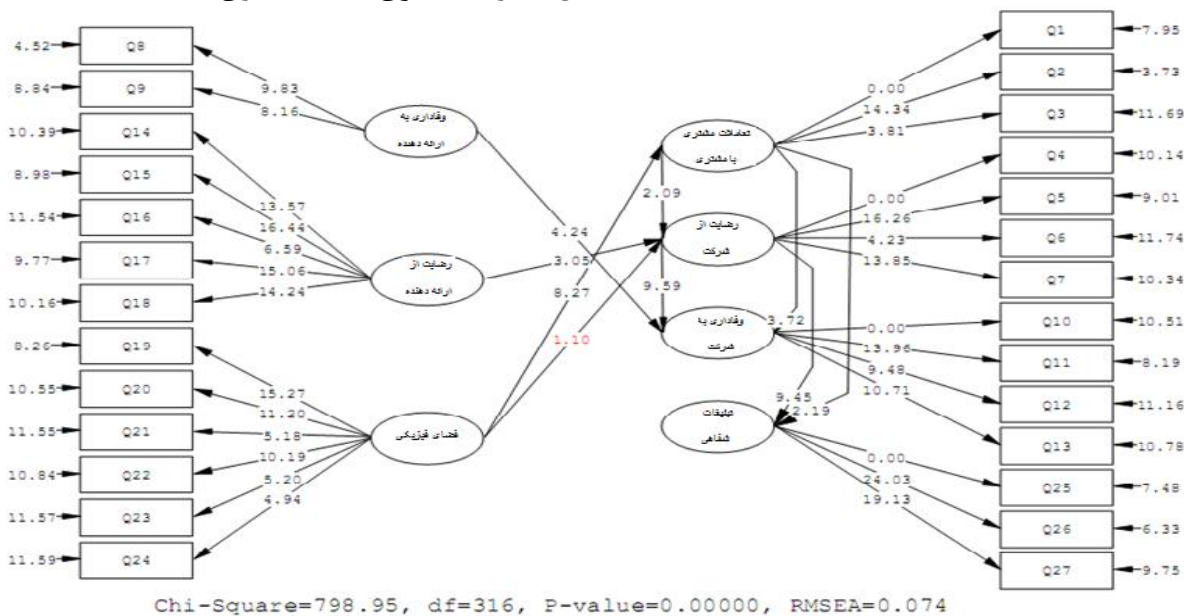 4.52
Q8
8.84
Q9
10.39
Q14
8.98
Q15
11.54
Q16
9.77
Q17
10.16
Q18
8.26
Q19
10.55
Q20
11.55
Q21
10.84
Q22
11.57
Q23
11.59
Q24
9.83
8.16
13.57
16.44
6.59
15.06
14.24
15.27
11.20
5.18
10.19
5.20
4.94
وفاداری به
ارائه دهنده
رضایت از
ارائه دهنده
فضای فیزیکی
4.24
3.05
8.27
1.10
تعاملات مشتری
با مشتری
2.09
رضایت از
شرکت
9.59
وفاداری به
شرکت
3.72
تبلیغات
شفاهی
9.45
2.19
0.00
14.34
3.81
0.00
16.26
4.23
13.85
0.00
13.96
9.48
10.71
0.00
24.03
19.13
Q1
7.95
Q2
3.73
Q3
11.69
Q4
10.14
Q5
9.01
Q6
11.74
Q7
10.34
Q10
10.51
Q11
8.19
Q12
11.16
Q13
10.78
Q25
7.48
Q26
6.33
Q27
9.75
Chi-Square=798.95, df=316, P-value=0.00000, RMSEA=0.074